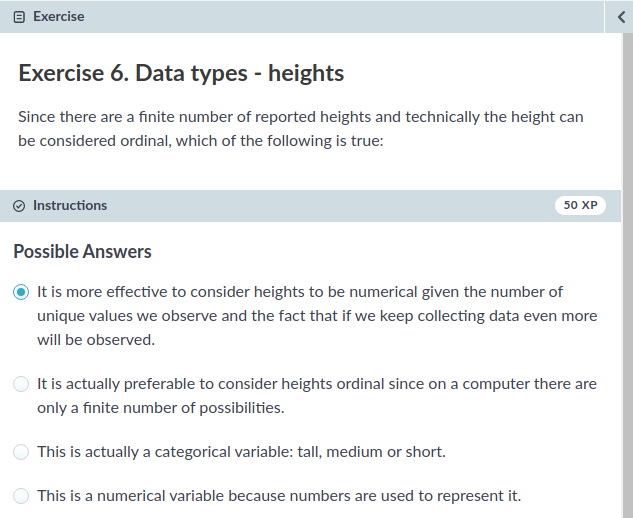 Exercise
Exercise 6. Data types - heights
Since there are a finite number of reported heights and technically the height can
be considered ordinal, which of the following is true:
Instructions
50 XP
Possible Answers
It is more effective to consider heights to be numerical given the number of
unique values we observe and the fact that if we keep collecting data even more
will be observed.
It is actually preferable to consider heights ordinal since on a computer there are
only a finite number of possibilities.
This is actually a categorical variable: tall, medium or short.
This is a numerical variable because numbers are used to represent it.